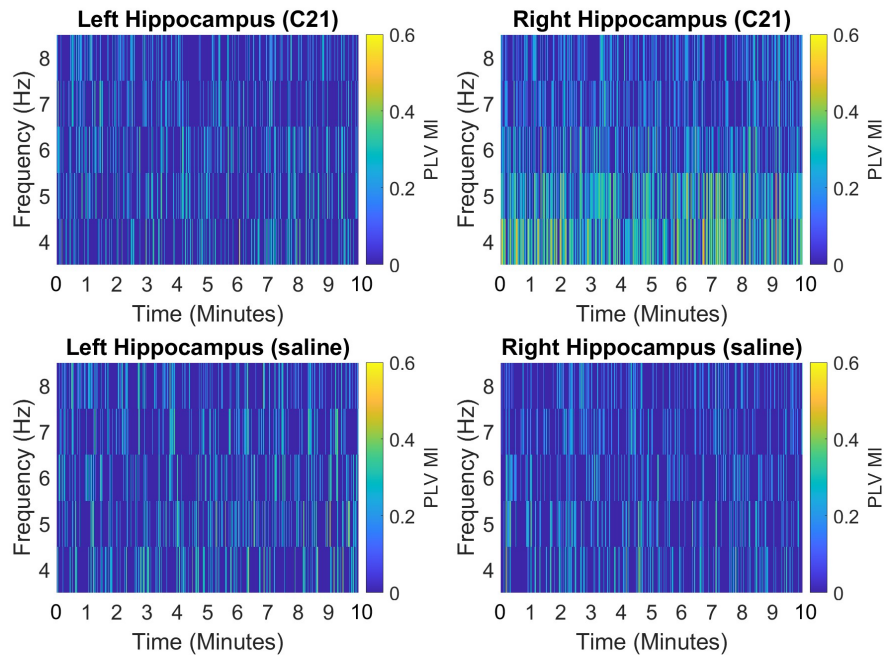 Left Hippocampus (C21)
Frequency (Hz)
8
7
6
5
4
0 1 2 3 4 5 6 7 8 9 10
Time (Minutes)
0.6
0.4
0.2
0
PLV MI
Right Hippocampus (C21)
Frequency (Hz)
8
7
6
5
4
0 1 2 3 4 5 6 7 8 9 10
Time (Minutes)
0.6
0.4
0.2
0
PLV MI
Left Hippocampus (saline)
Frequency (Hz)
8
7
6
5
4
0 1 2 3 4 5 6 7 8 9 10
Time (Minutes)
0.6
0.4
0.2
0
PLV MI
Right Hippocampus (saline)
Frequency (Hz)
8
7
6
5
4
0 1 2 3 4 5 6 7 8 9 10
Time (Minutes)
0.6
0.4
0.2
0
PLV MI